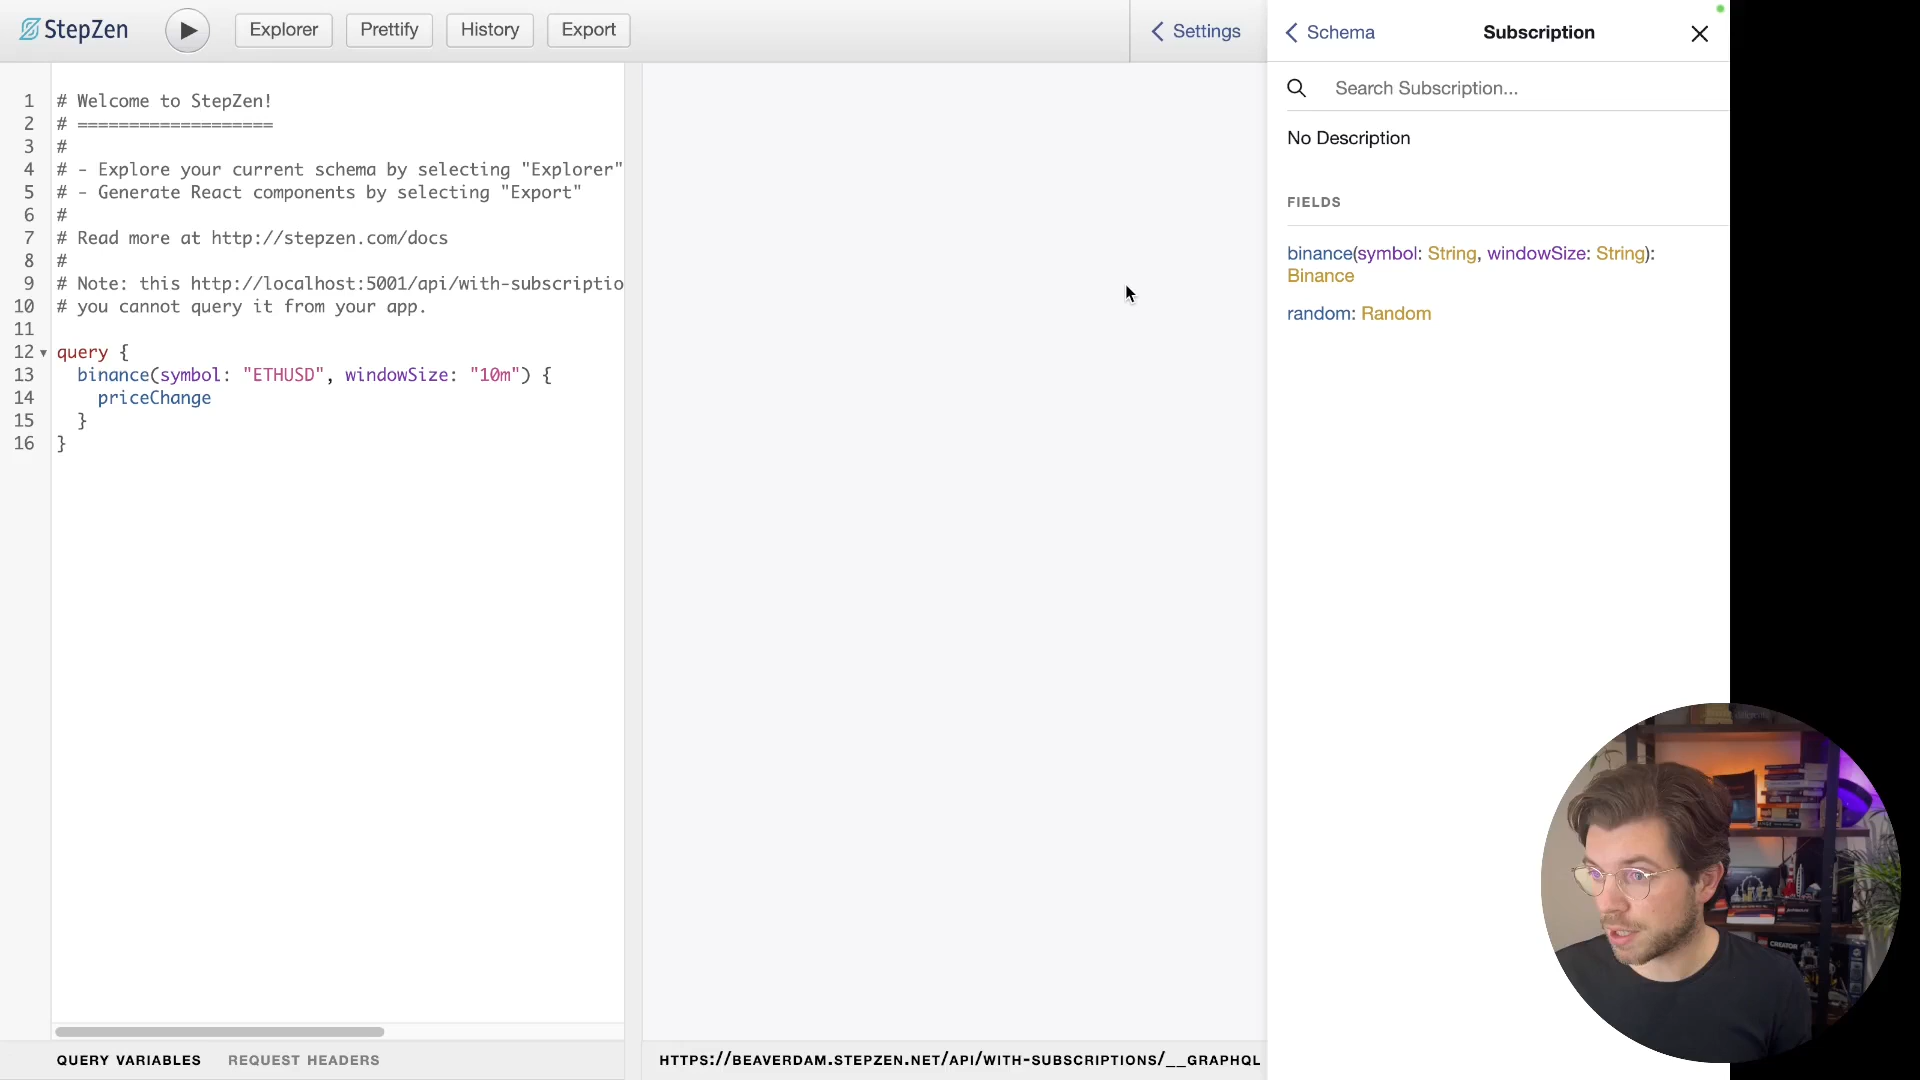 StepZen
Explorer
Prettify
History
Export
Settings
Schema
Subscription
1 # Welcome to StepZen!
2 # ===================
3 #
4 # - Explore your current schema by selecting "Explorer"
5 # - Generate React components by selecting "Export"
6 #
7 # Read more at http://stepzen.com/docs
8 #
9 # Note: this http://localhost:5001/api/with-subscriptio
10 # you cannot query it from your app.
11
12 query {
13 binance(symbol: "ETHUSD", windowSize: "10m") {
14 priceChange
15 }
16 }
Search Subscription...
No Description
FIELDS
binance(symbol: String, windowSize: String):
Binance
random: Random
QUERY VARIABLES
REQUEST HEADERS
HTTPS://BEAVERDAM.STEPZEN.NET/API/WITH-SUBSCRIPTIONS/__GRAPHQL